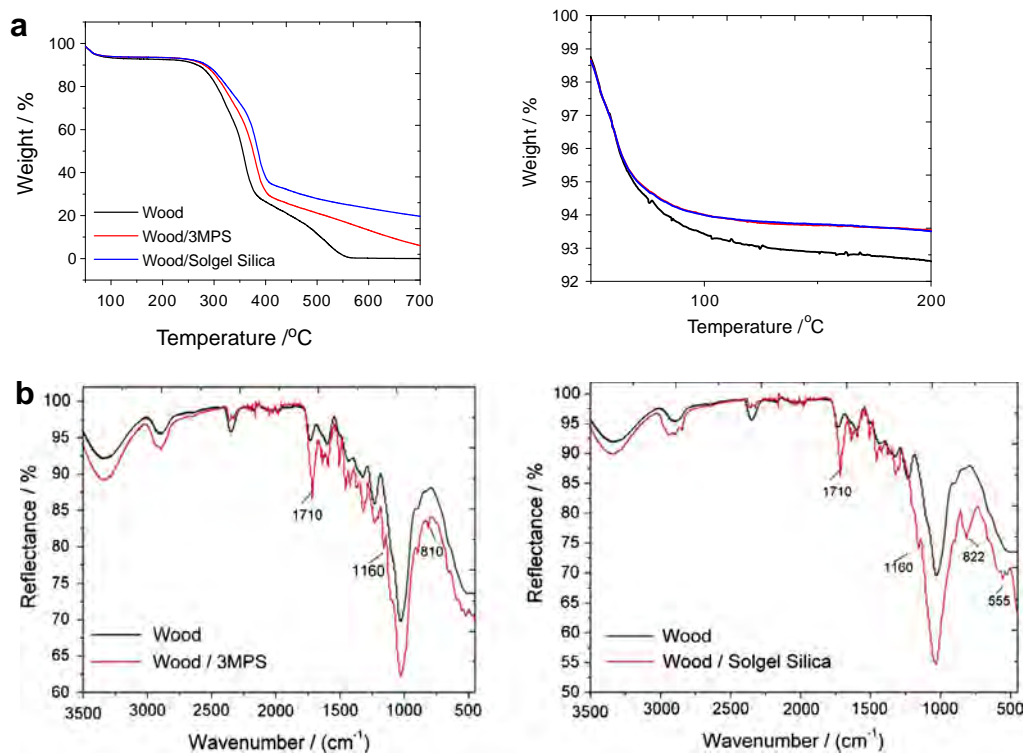 a
100
80
60
40
20
0
Weight / %
Wood
Wood/3MPS
Wood/Solgel Silica
100 200 300 400 500 600 700
Temperature /°C
100
99
98
97
96
95
94
93
92
Weight / %
100 200
Temperature /°C
b
100
95
90
85
80
75
70
65
60
Reflectance / %
1710
1160
810
Wood
Wood / 3MPS
3500 3000 2500 2000 1500 1000 500
Wavenumber / (cm⁻¹)
100
95
90
85
80
75
70
65
60
55
50
Reflectance / %
1710
1160
822
555
Wood
Wood / Solgel Silica
3500 3000 2500 2000 1500 1000 500
Wavenumber / (cm⁻¹)